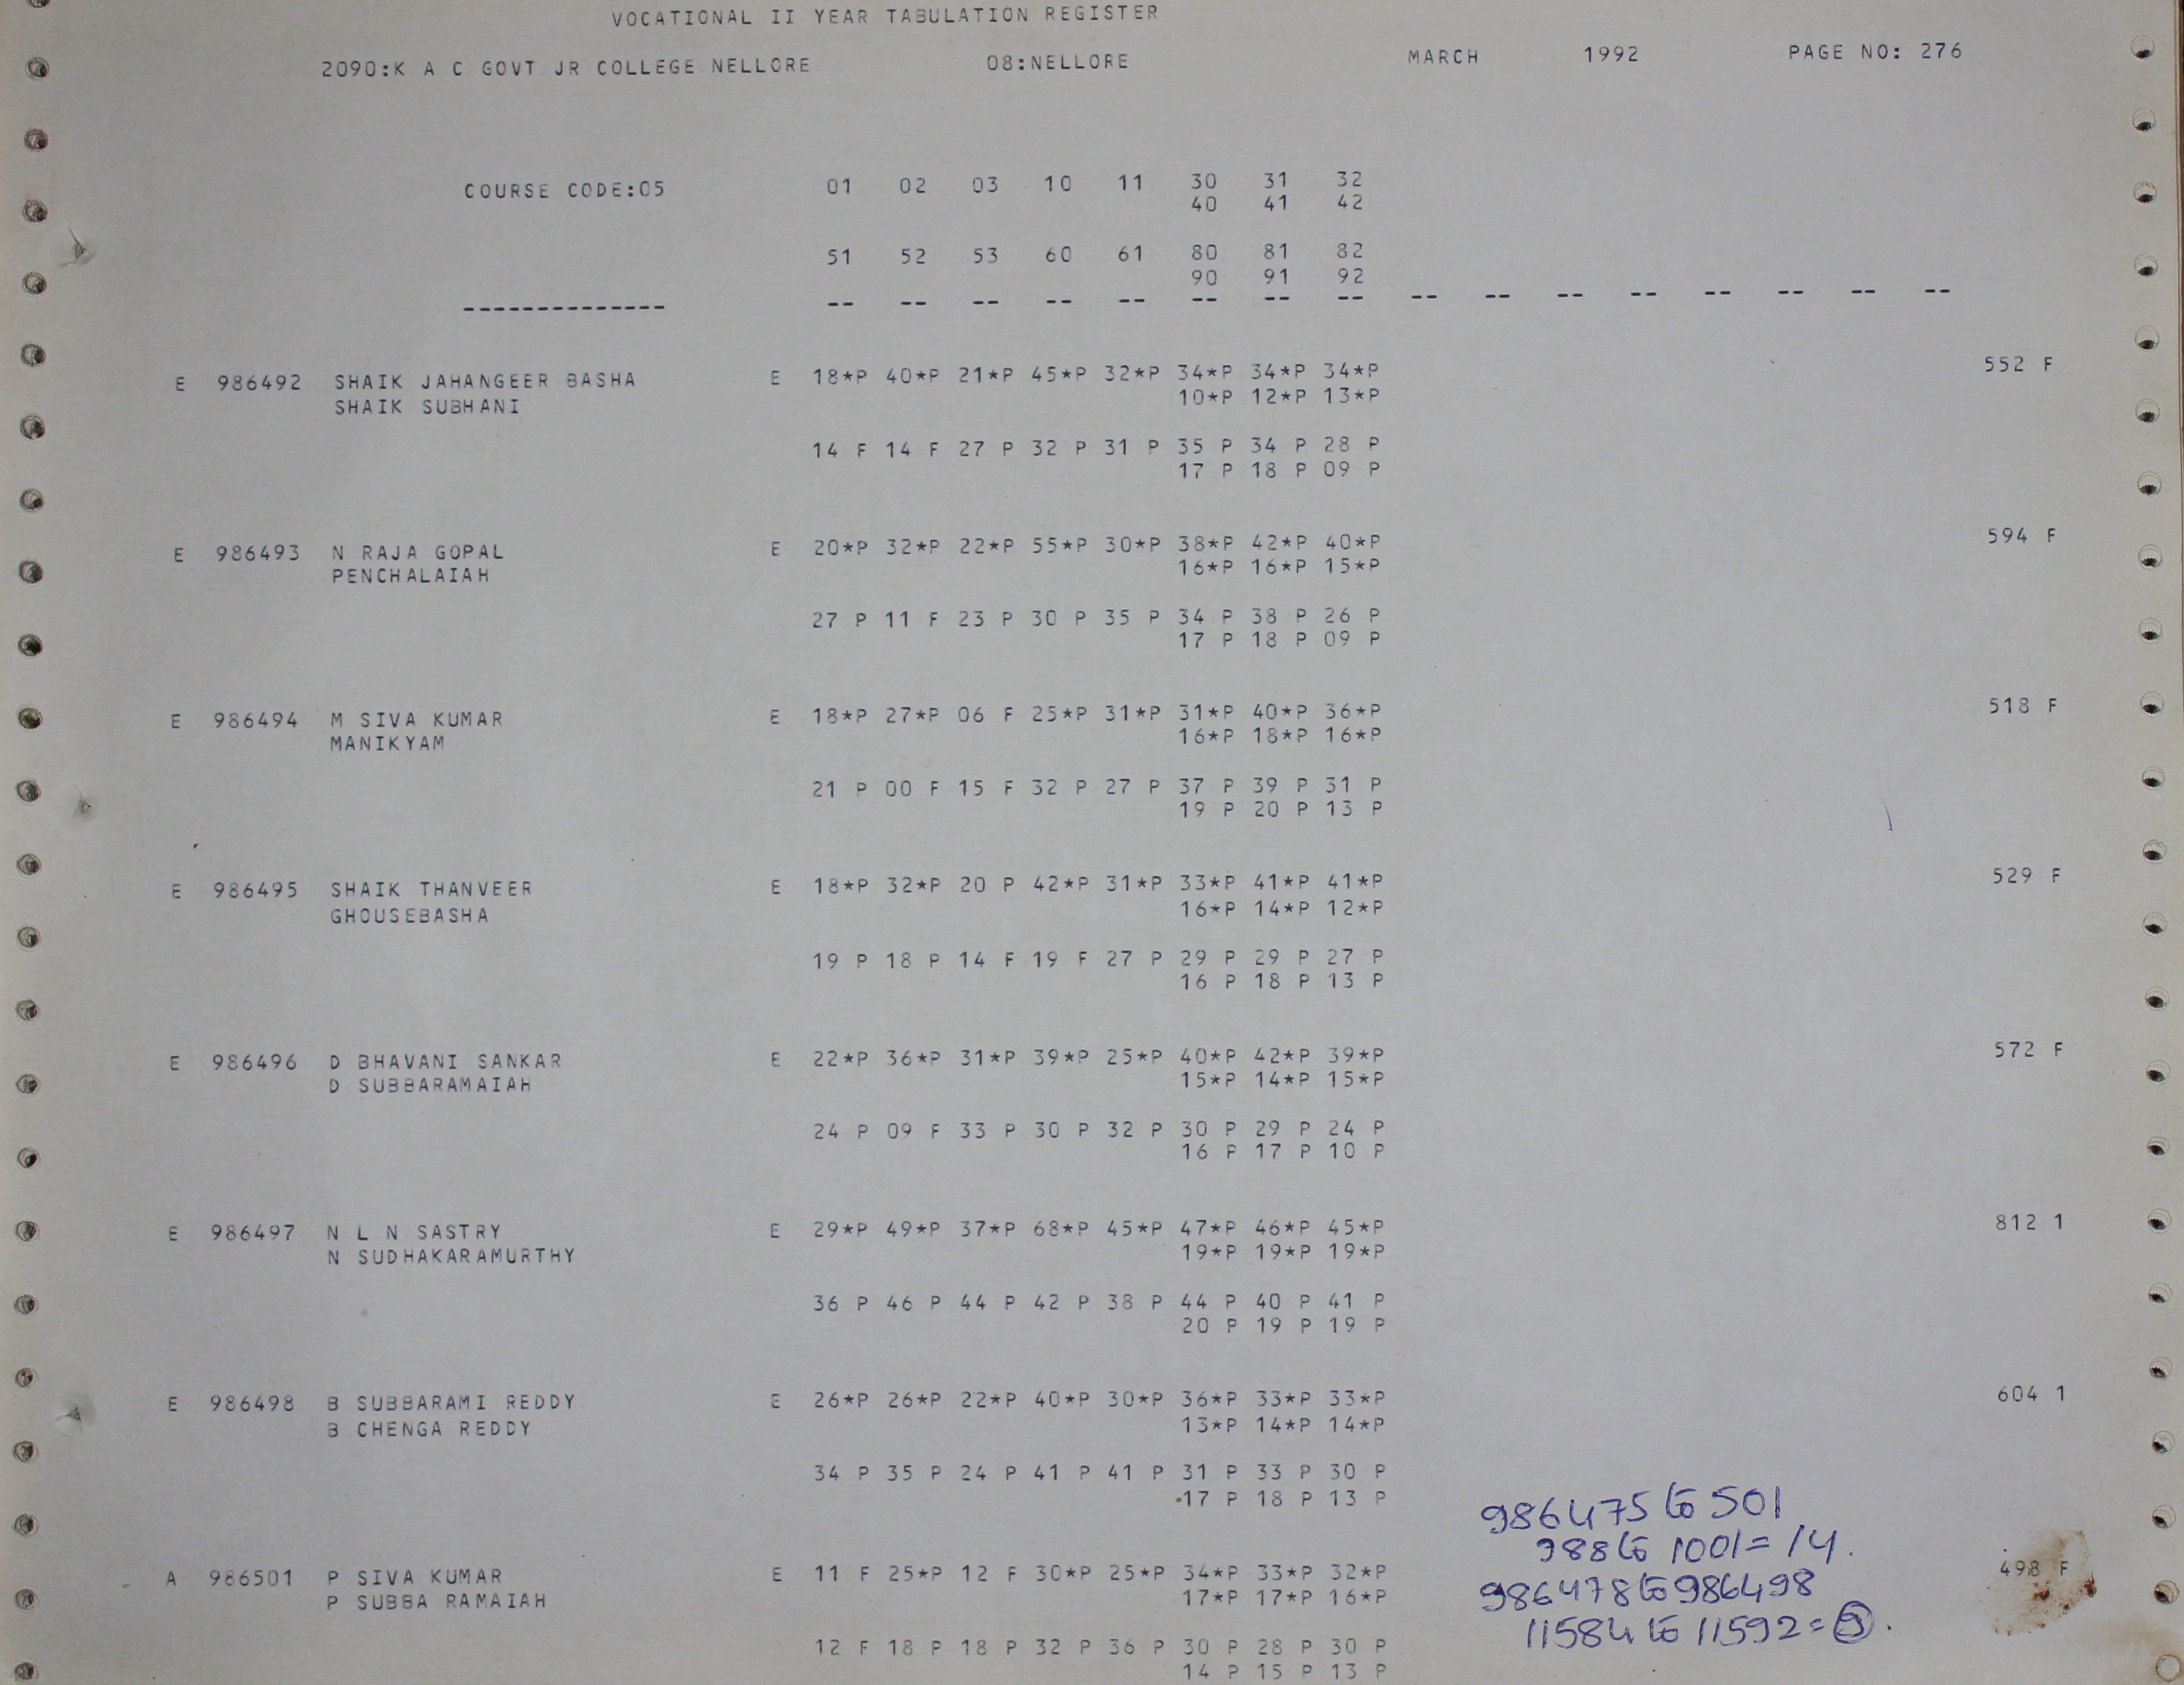 VOCATIONAL II YEAR TABULATION REGISTER
2090:K A C GOVT JR COLLEGE NELLORE 08:NELLORE MARCH 1992 PAGE NO: 276
COURSE CODE:05 01 02 03 10 11 30 31 32
40 41 42
51 52 53 60 61 80 81 82
90 91 92
-------------- -- -- -- -- -- -- -- -- -- -- -- -- -- -- -- --
E 986492 SHAIK JAHANGEER BASHA E 18*P 40*P 21*P 45*P 32*P 34*P 34*P 34*P 552 F
SHAIK SUBHANI 10*P 12*P 13*P
14 F 14 F 27 P 32 P 31 P 35 P 34 P 28 P
17 P 18 P 09 P
E 986493 N RAJA GOPAL E 20*P 32*P 22*P 55*P 30*P 38*P 42*P 40*P 594 F
PENCHALAIAH 16*P 16*P 15*P
27 P 11 F 23 P 30 P 35 P 34 P 38 P 26 P
17 P 18 P 09 P
E 986494 M SIVA KUMAR E 18*P 27*P 06 F 25*P 31*P 31*P 40*P 36*P 518 F
MANIKYAM 16*P 18*P 16*P
21 P 00 F 15 F 32 P 27 P 37 P 39 P 31 P
19 P 20 P 13 P
E 986495 SHAIK THANVEER E 18*P 32*P 20 P 42*P 31*P 33*P 41*P 41*P 529 F
GHOUSEBASHA 16*P 14*P 12*P
19 P 18 P 14 F 19 F 27 P 29 P 29 P 27 P
16 P 18 P 13 P
E 986496 D BHAVANI SANKAR E 22*P 36*P 31*P 39*P 25*P 40*P 42*P 39*P 572 F
D SUBBARAMAIAH 15*P 14*P 15*P
24 P 09 F 33 P 30 P 32 P 30 P 29 P 24 P
16 P 17 P 10 P
E 986497 N L N SASTRY E 29*P 49*P 37*P 68*P 45*P 47*P 46*P 45*P 812 1
N SUDHAKARAMURTHY 19*P 19*P 19*P
36 P 46 P 44 P 42 P 38 P 44 P 40 P 41 P
20 P 19 P 19 P
E 986498 B SUBBARAMI REDDY E 26*P 26*P 22*P 40*P 30*P 36*P 33*P 33*P 604 1
B CHENGA REDDY 13*P 14*P 14*P
34 P 35 P 24 P 41 P 41 P 31 P 33 P 30 P
17 P 18 P 13 P
986475 to 501
988 to 1001 = 14.
A 986501 P SIVA KUMAR E 11 F 25*P 12 F 30*P 25*P 34*P 33*P 32*P 498 F
P SUBBA RAMAIAH 17*P 17*P 16*P
986478 to 986498
11584 to 11592 = 9.
12 F 18 P 18 P 32 P 36 P 30 P 28 P 30 P
14 P 15 P 13 P